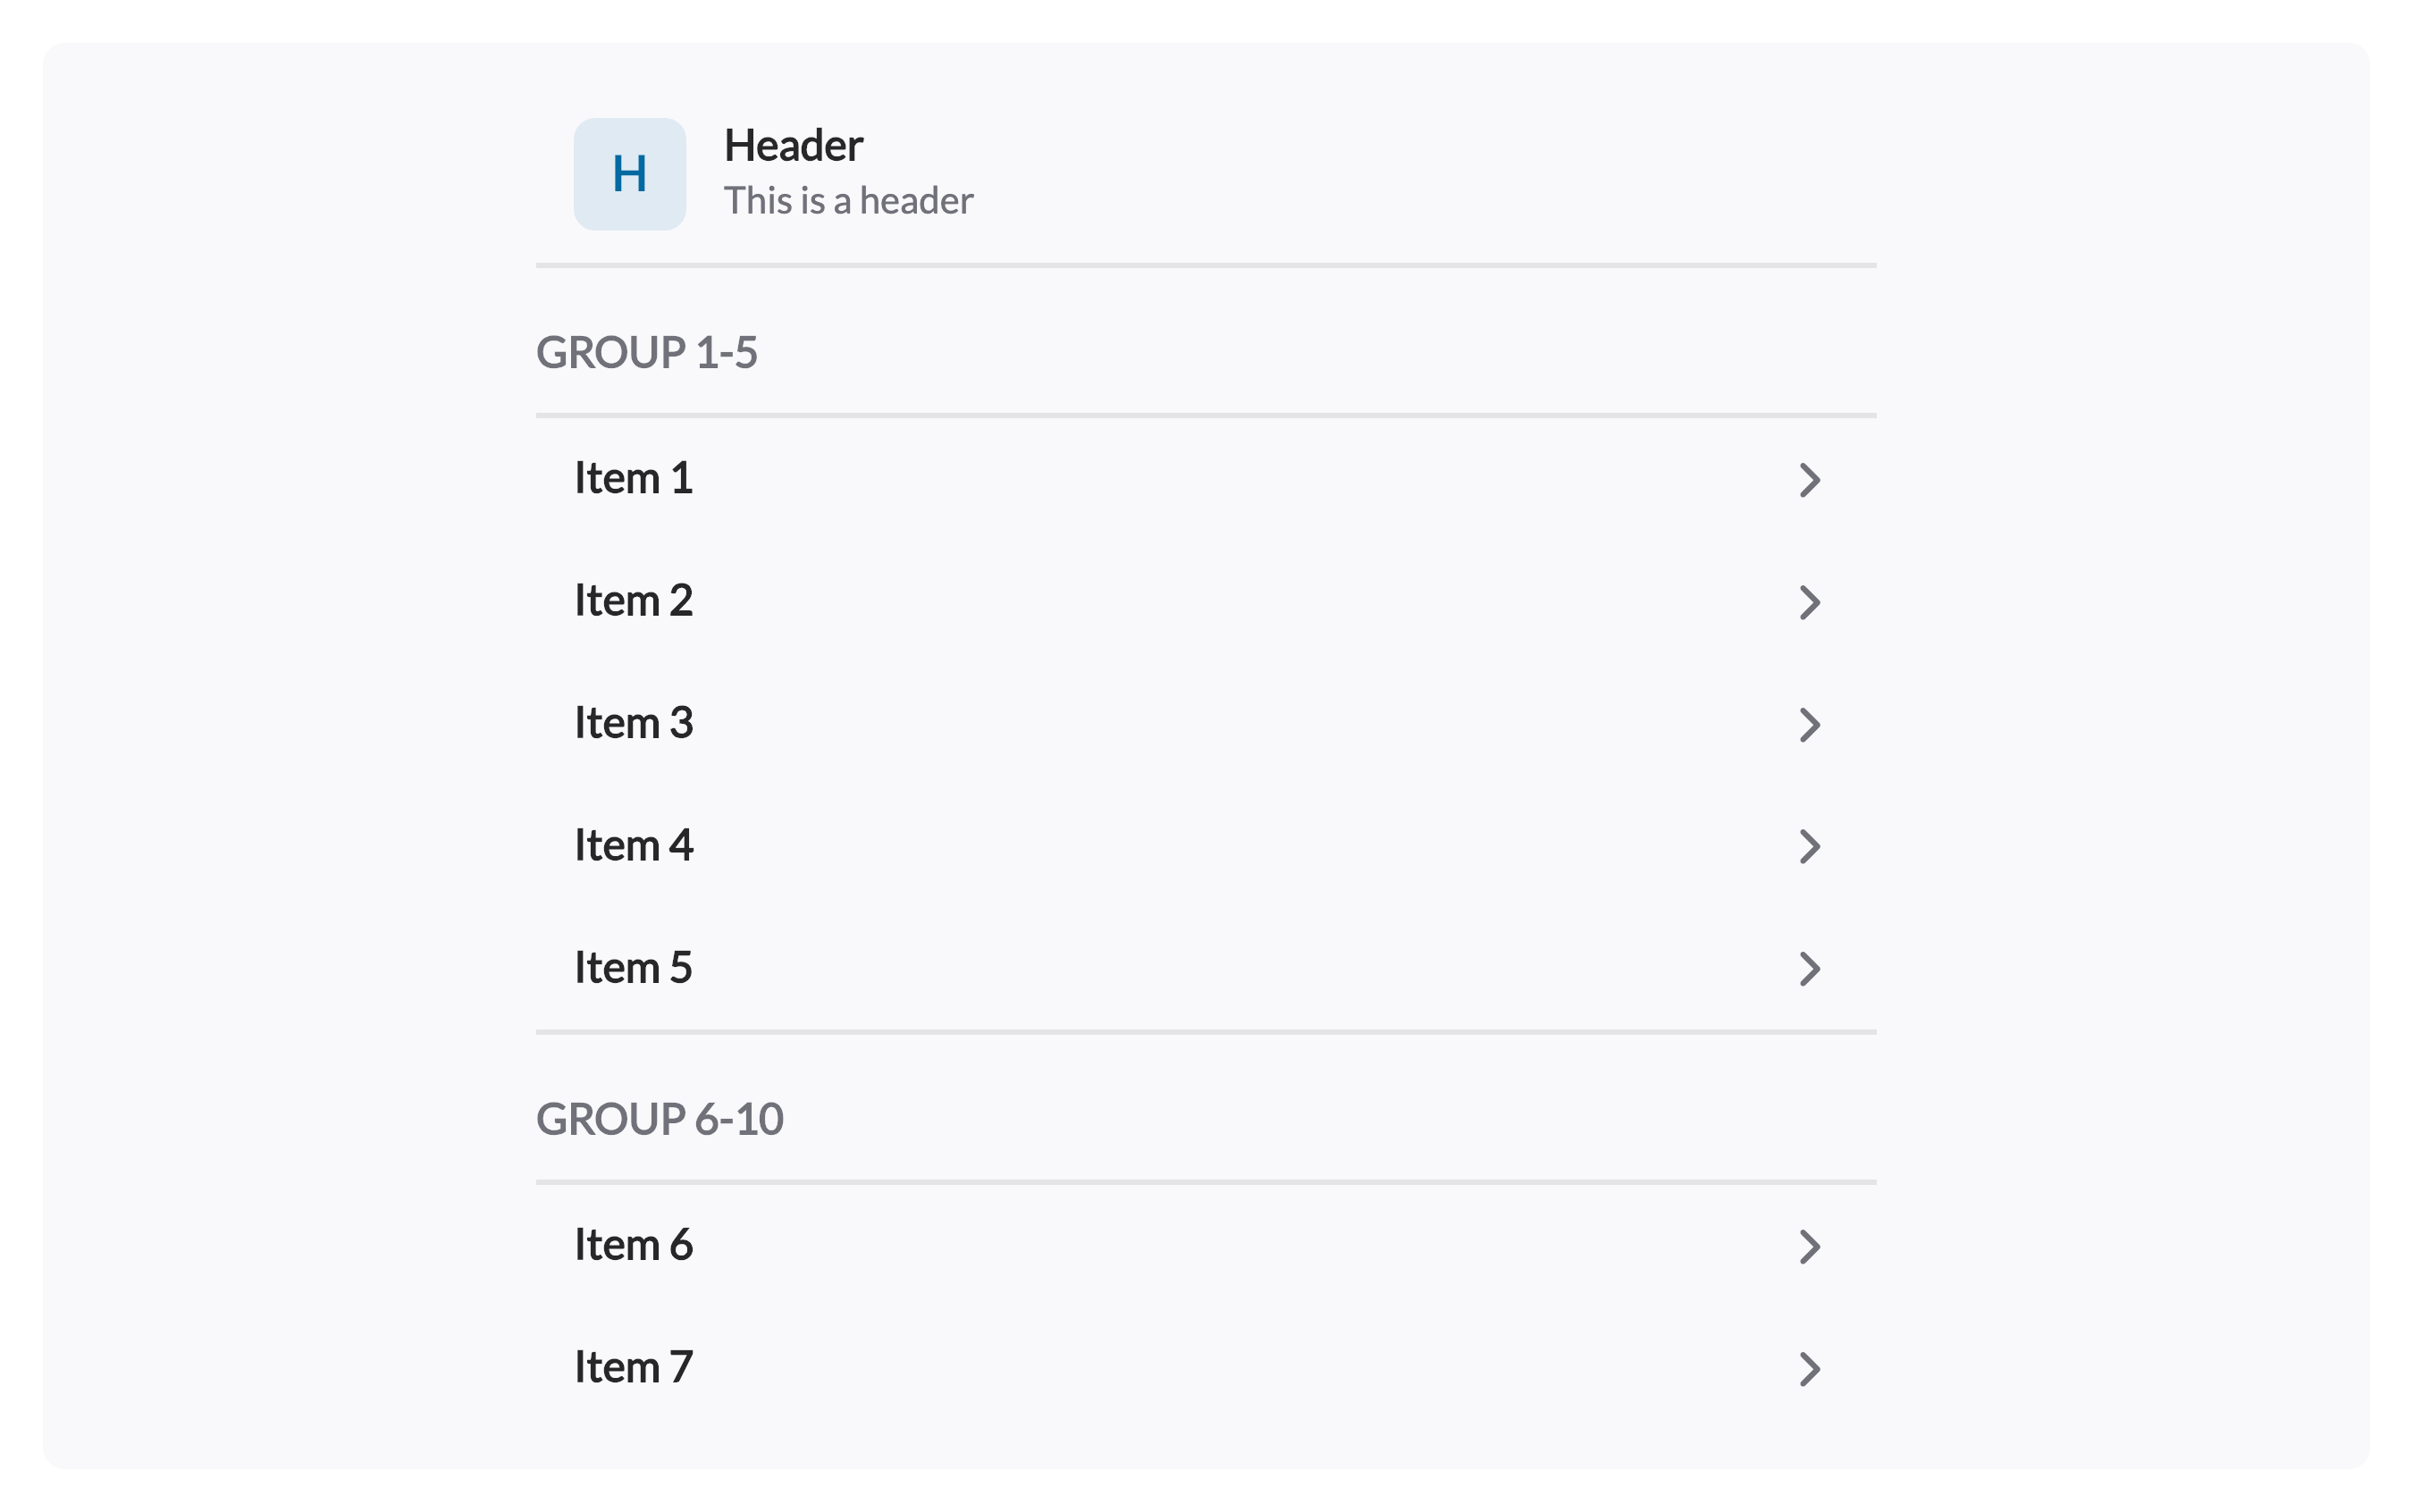 H
Header
This is a header
GROUP 1-5
Item 1
Item 2
Item 3
Item 4
Item 5
GROUP 6-10
Item 6
Item 7